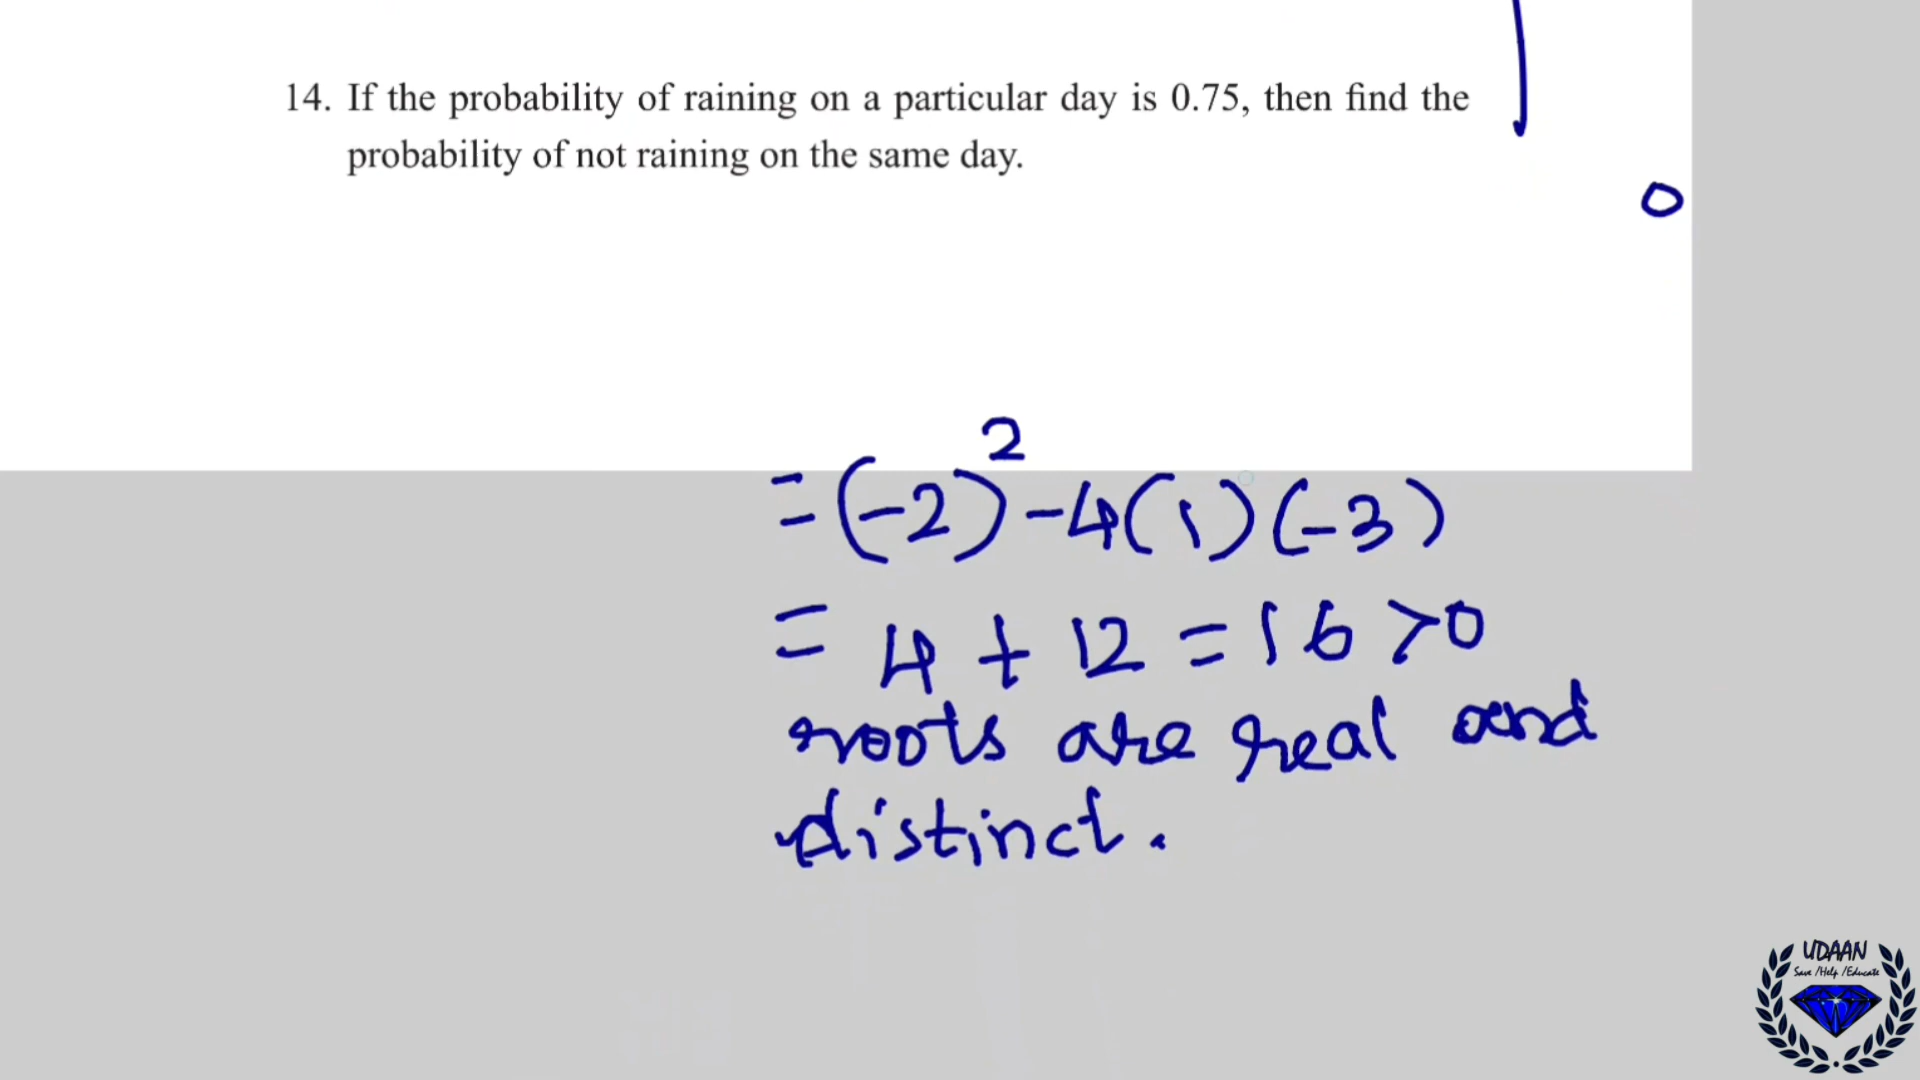 14. If the probability of raining on a particular day is 0.75, then find the
probability of not raining on the same day.
0
= (-2)² - 4(1)(-3)
= 4 + 12 = 16 > 0
roots are real and
distinct.
UDAAN
Save /Help /Educate